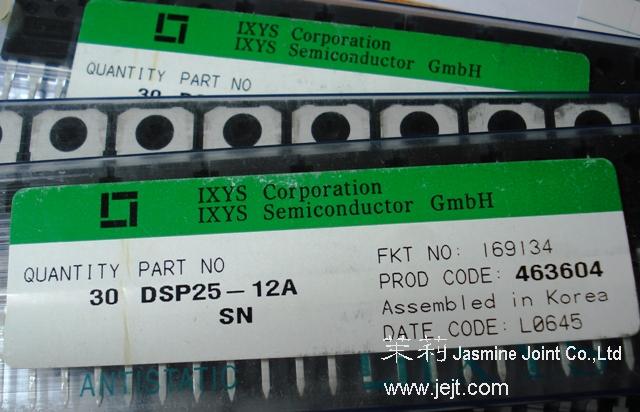 IXYS Corporation
IXYS Semiconductor GmbH
QUANTITY PART NO
30
IXYS Corporation
IXYS Semiconductor GmbH
QUANTITY PART NO
30 DSP25-12A
SN
FKT NO: 169134
PROD CODE: 463604
Assembled in Korea
DATE CODE: L0645
茉莉 Jasmine Joint Co.,Ltd
ANTISTATIC
www.jejt.com